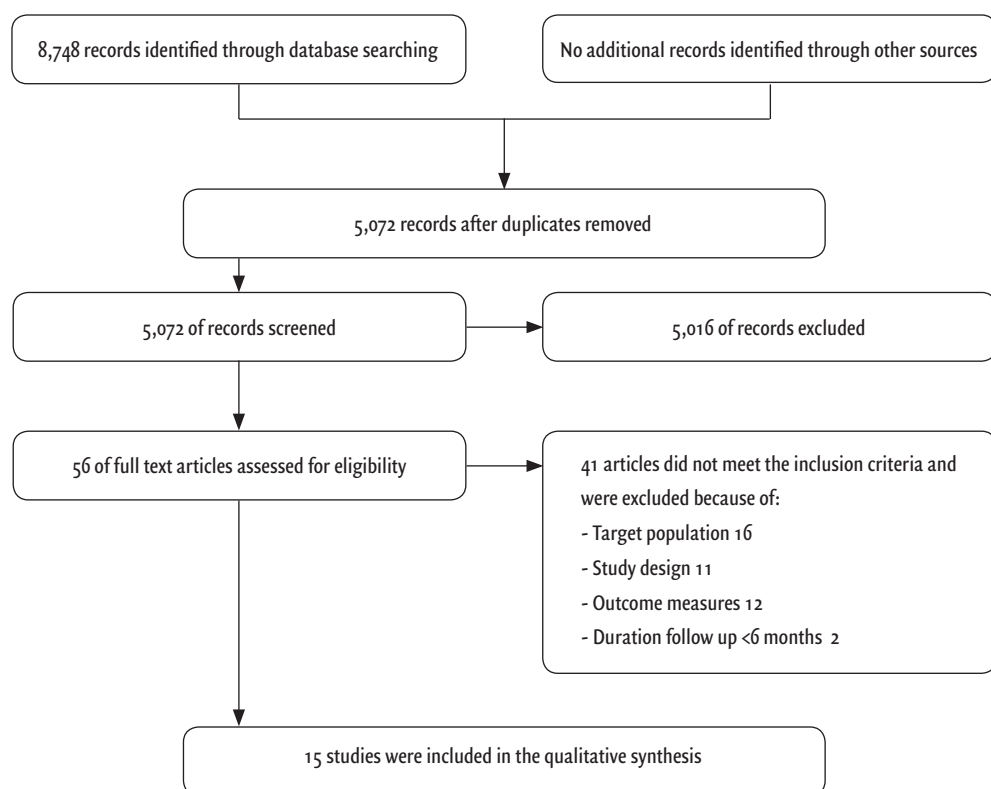 8,748 records identified through database searching
No additional records identified through other sources
5,072 records after duplicates removed
5,072 of records screened
5,016 of records excluded
56 of full text articles assessed for eligibility
41 articles did not meet the inclusion criteria and
were excluded because of:
- Target population 16
- Study design 11
- Outcome measures 12
- Duration follow up <6 months 2
15 studies were included in the qualitative synthesis